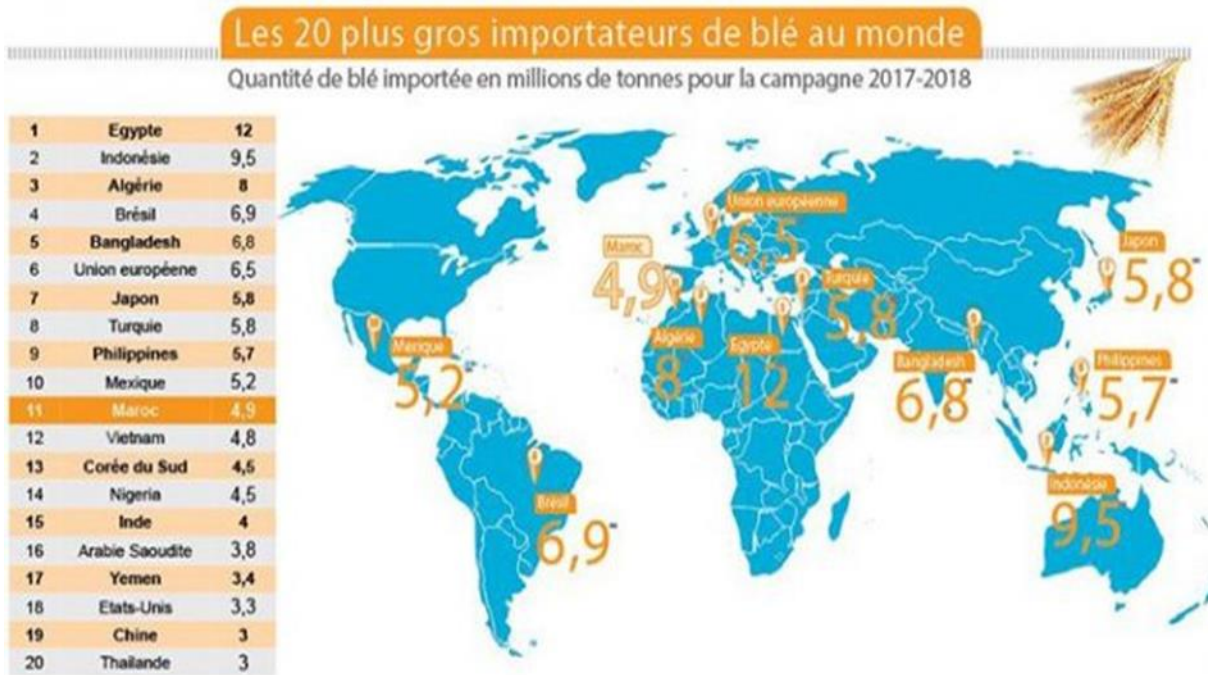 Les 20 plus gros importateurs de blé au monde
Quantité de blé importée en millions de tonnes pour la campagne 2017-2018
1 Egypte 12
2 Indonésie 9,5
3 Algérie 8
4 Brésil 6,9
5 Bangladesh 6,8
6 Union européene 6,5
7 Japon 5,8
8 Turquie 5,8
9 Philippines 5,7
10 Mexique 5,2
11 Maroc 4,9
12 Vietnam 4,8
13 Corée du Sud 4,5
14 Nigeria 4,5
15 Inde 4
16 Arabie Saoudite 3,8
17 Yemen 3,4
18 Etats-Unis 3,3
19 Chine 3
20 Thailande 3
Union européenne
6,5
Maroc
4,9
Japon
5,8
Turquie
5,8
Mexique
5,2
Algérie
8
Egypte
12
Bangladesh
6,8
Philippines
5,7
Brésil
6,9
Indonésie
9,5